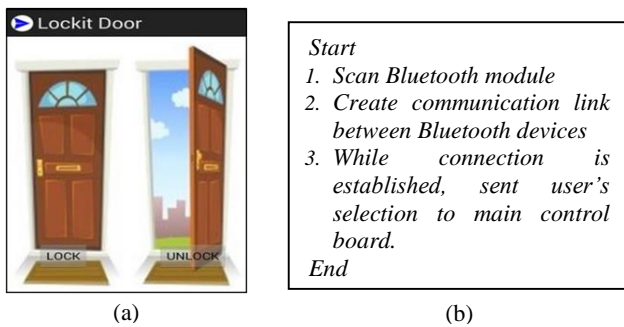 Lockit Door
LOCK
UNLOCK
(a)
Start
1. Scan Bluetooth module
2. Create communication link
between Bluetooth devices
3. While connection is
established, sent user's
selection to main control
board.
End
(b)